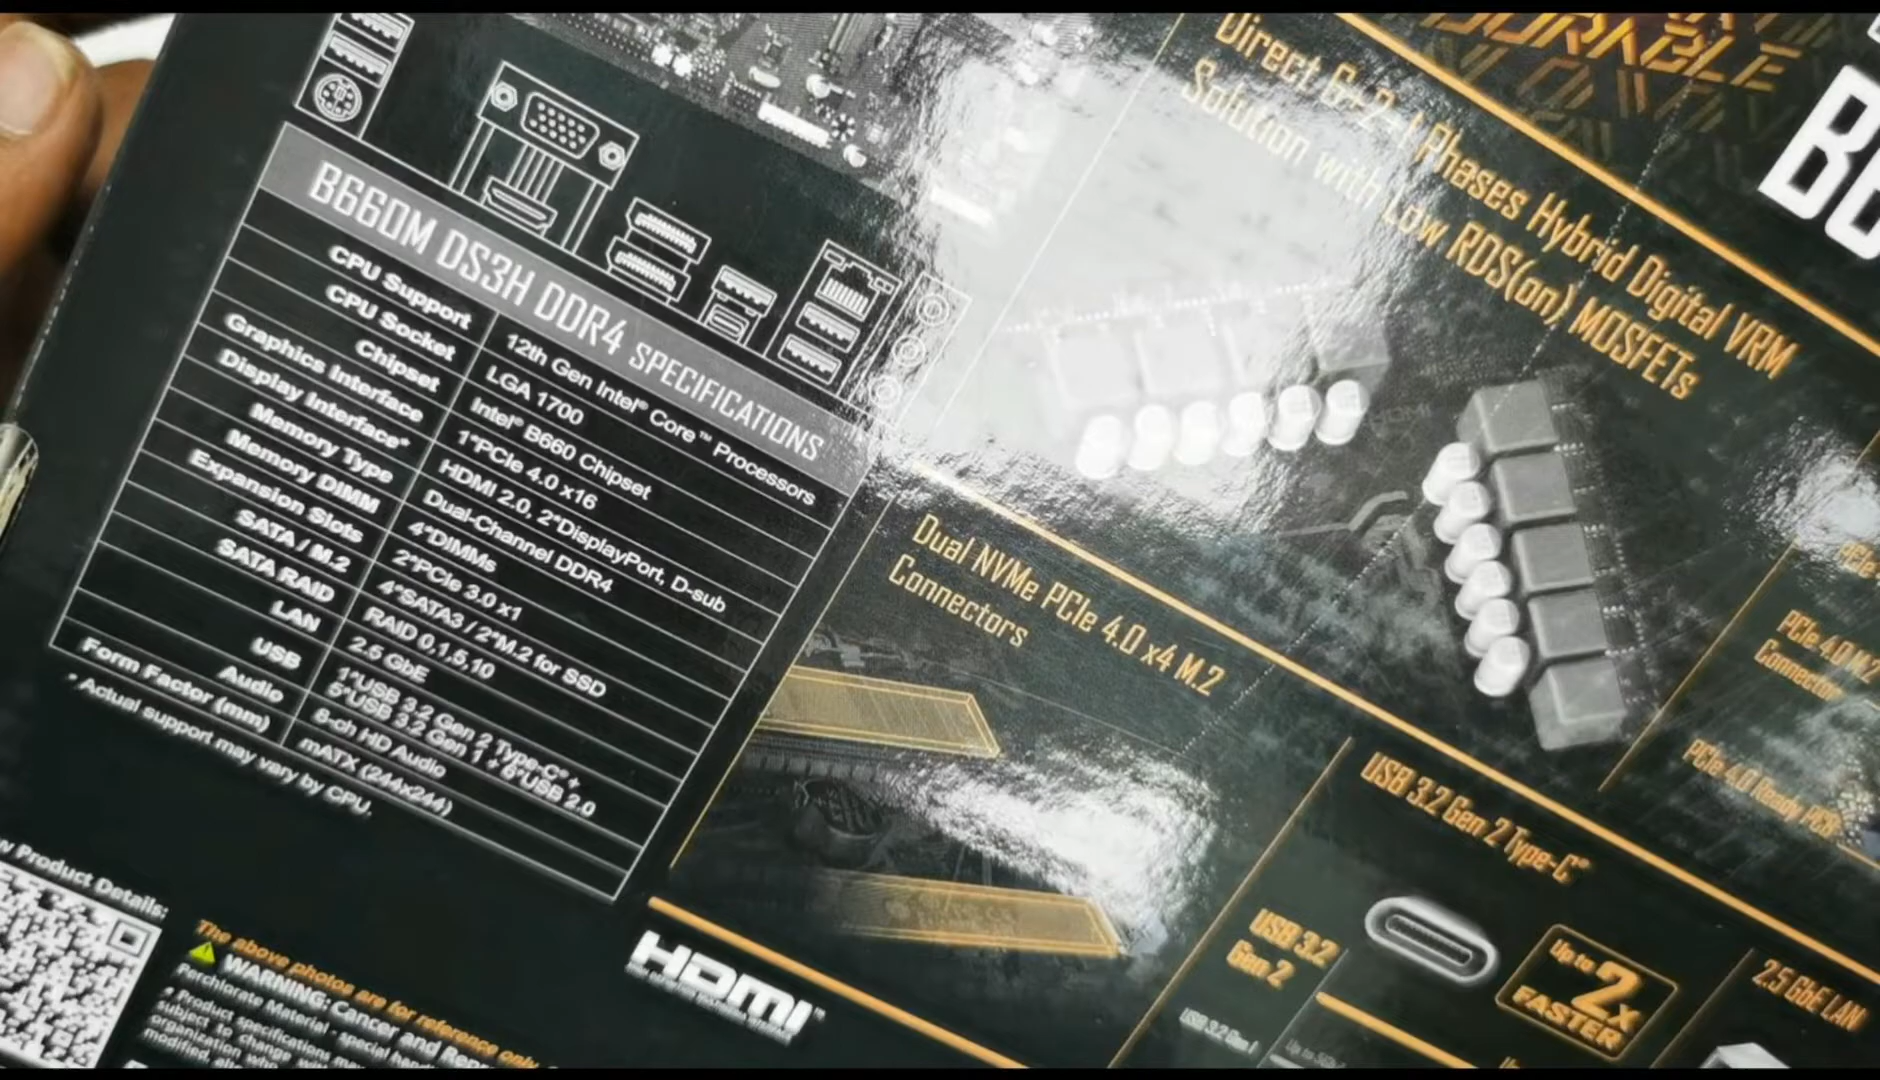 B660M DS3H DDR4 SPECIFICATIONS
CPU Support 12th Gen Intel® Core™ Processors
CPU Socket LGA 1700
Chipset Intel® B660 Chipset
Graphics Interface 1*PCIe 4.0 x16
Display Interface* HDMI 2.0, 2*DisplayPort, D-sub
Memory Type Dual-Channel DDR4
Memory DIMM 4*DIMMs
Expansion Slots 2*PCIe 3.0 x1
SATA / M.2 4*SATA3 / 2*M.2 for SSD
SATA RAID RAID 0,1,5,10
LAN 2.5 GbE
USB 1*USB 3.2 Gen 2 Type-C® +
5*USB 3.2 Gen 1 + 6*USB 2.0
Audio 8-ch HD Audio
Form Factor (mm) mATX (244x244)
* Actual support may vary by CPU.
Product Details:
The above photos are for reference only
WARNING: Cancer and
Perchlorate Material - special
* Product specifications
subject to change
organization who
modified,
HDMI™
Direct 6+2+1 Phases Hybrid Digital VRM
Solution with Low RDS(on) MOSFETs
DURABLE
Dual NVMe PCIe 4.0 x4 M.2
Connectors
PCIe 4.0 M.2
Connector
PCIe 4.0 Ready PCB
USB 3.2 Gen 2 Type-C®
USB 3.2
Gen 2
USB 3.2 Gen 1
Up to
2x
FASTER
2.5 GbE LAN